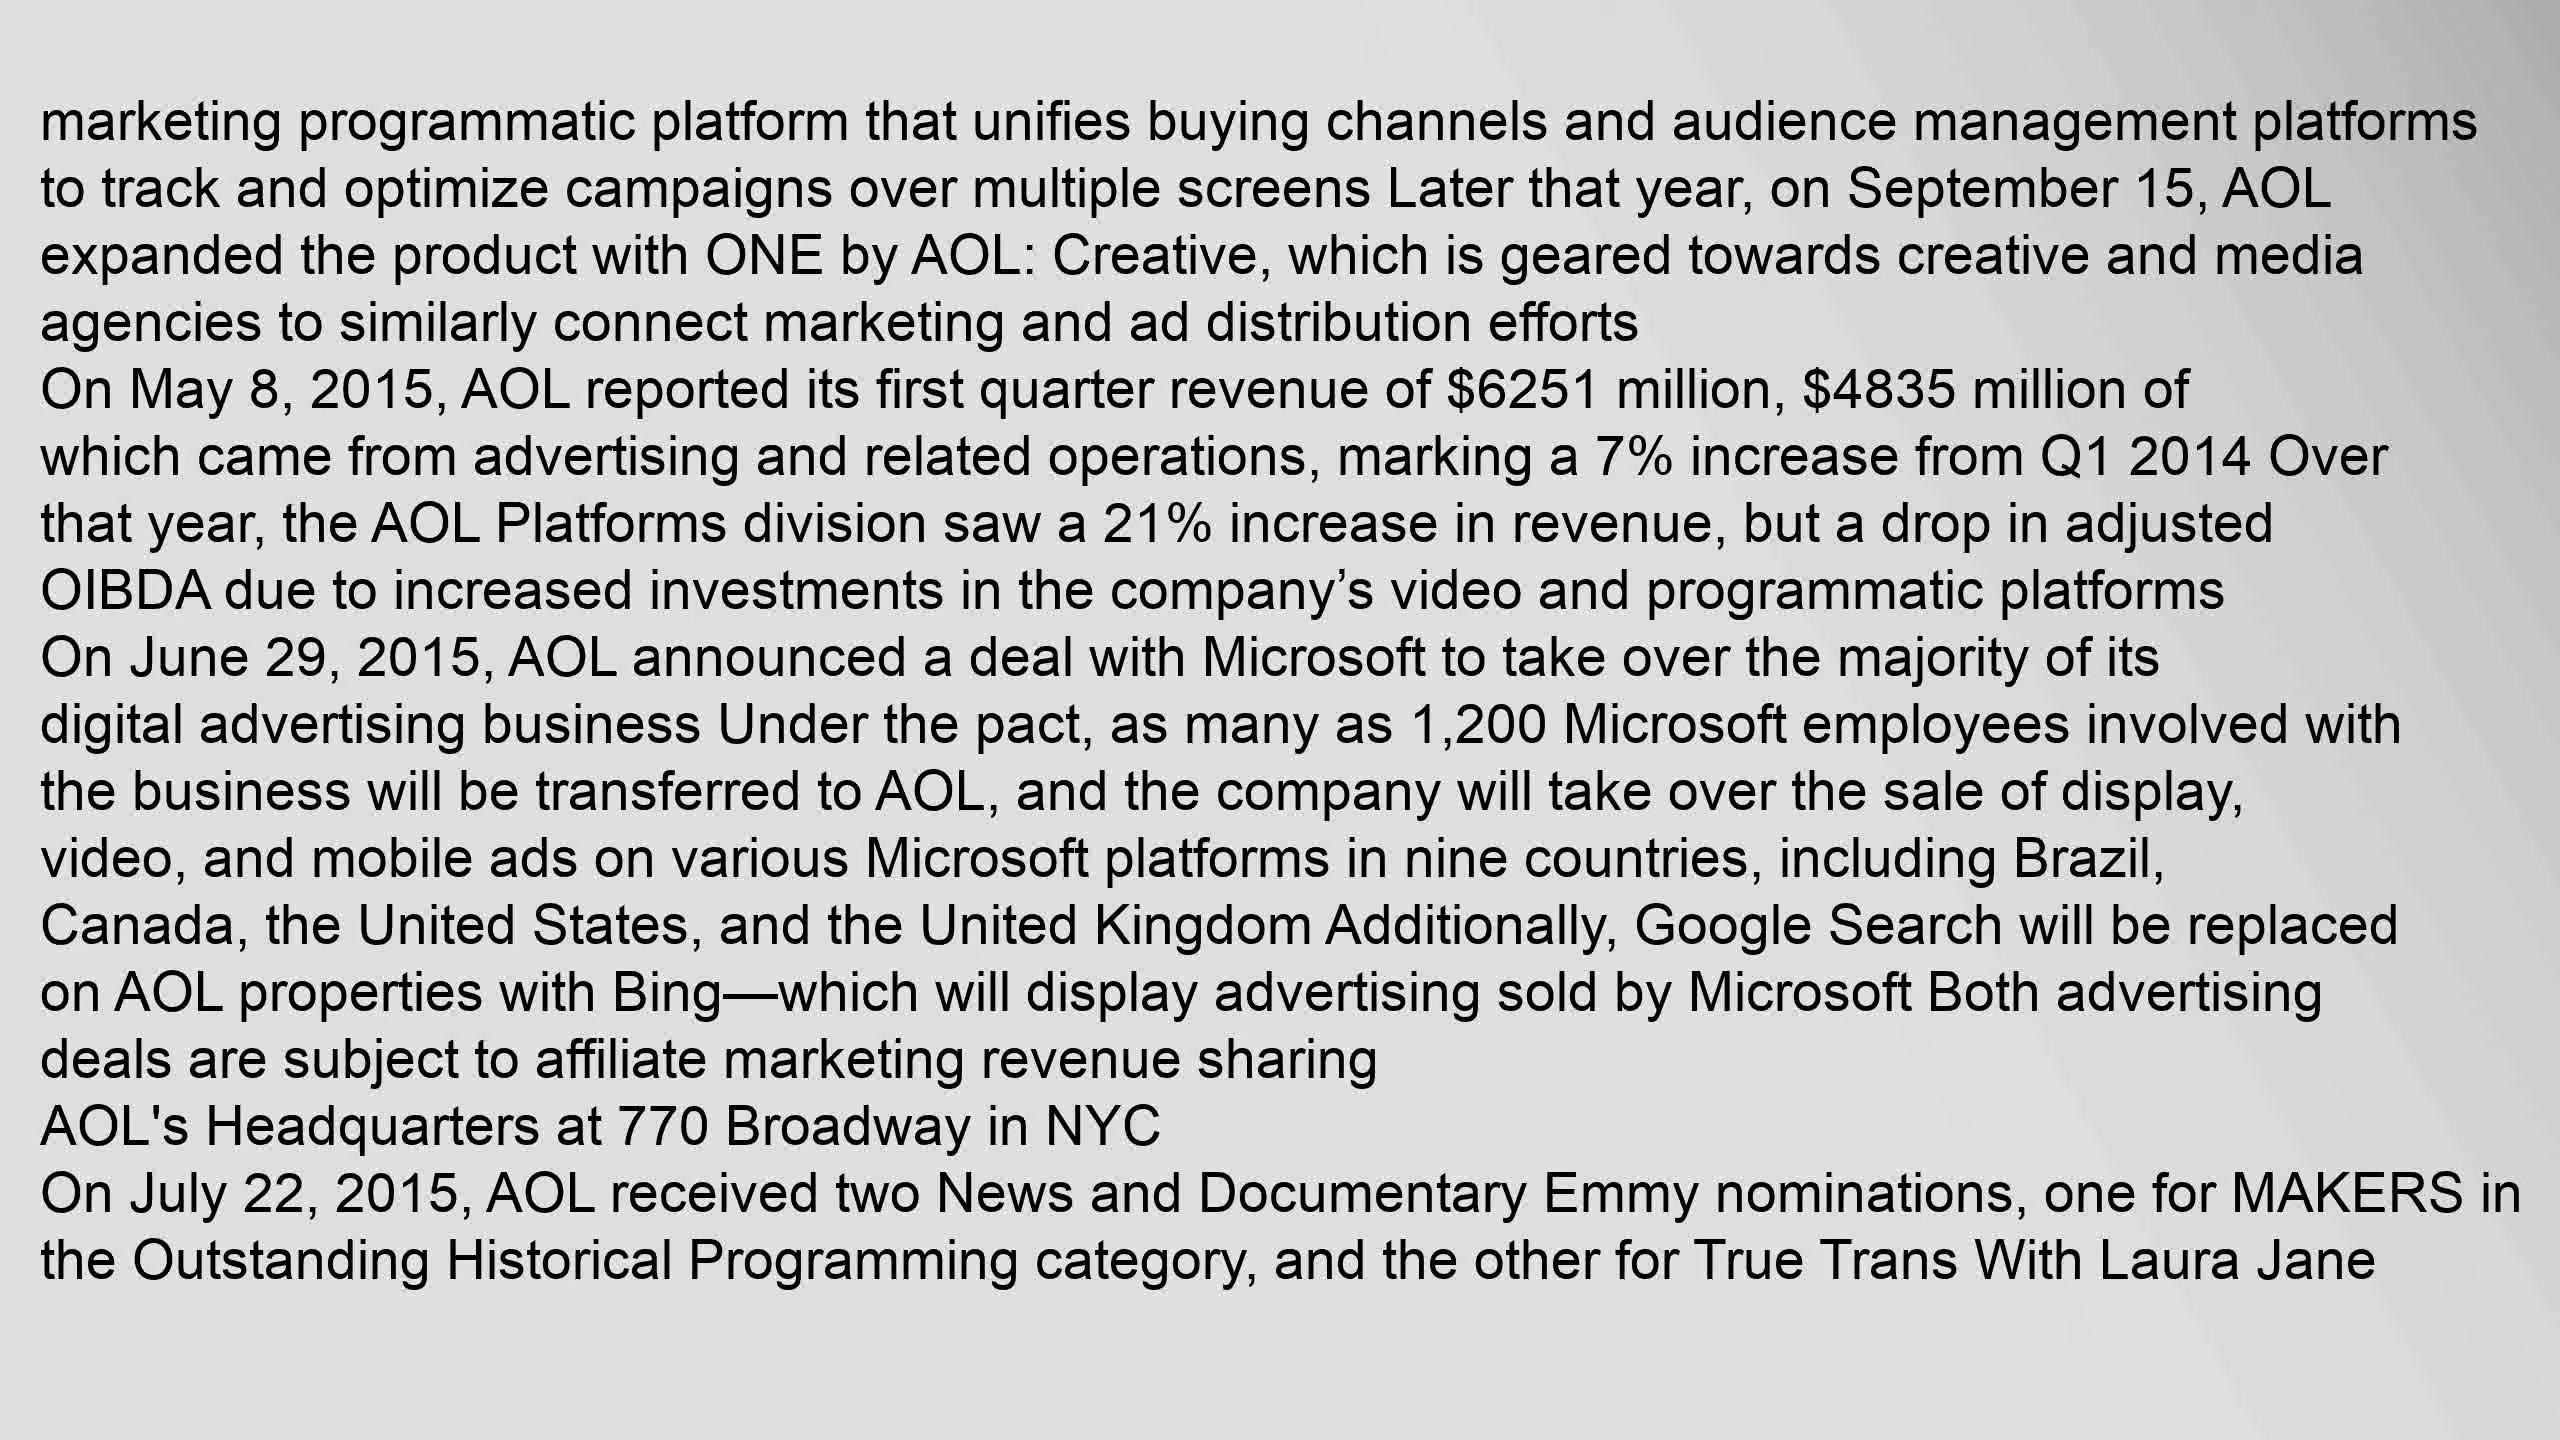 marketing programmatic platform that unifies buying channels and audience management platforms
to track and optimize campaigns over multiple screens Later that year, on September 15, AOL
expanded the product with ONE by AOL: Creative, which is geared towards creative and media
agencies to similarly connect marketing and ad distribution efforts
On May 8, 2015, AOL reported its first quarter revenue of $6251 million, $4835 million of
which came from advertising and related operations, marking a 7% increase from Q1 2014 Over
that year, the AOL Platforms division saw a 21% increase in revenue, but a drop in adjusted
OIBDA due to increased investments in the company’s video and programmatic platforms
On June 29, 2015, AOL announced a deal with Microsoft to take over the majority of its
digital advertising business Under the pact, as many as 1,200 Microsoft employees involved with
the business will be transferred to AOL, and the company will take over the sale of display,
video, and mobile ads on various Microsoft platforms in nine countries, including Brazil,
Canada, the United States, and the United Kingdom Additionally, Google Search will be replaced
on AOL properties with Bing—which will display advertising sold by Microsoft Both advertising
deals are subject to affiliate marketing revenue sharing
AOL's Headquarters at 770 Broadway in NYC
On July 22, 2015, AOL received two News and Documentary Emmy nominations, one for MAKERS in
the Outstanding Historical Programming category, and the other for True Trans With Laura Jane